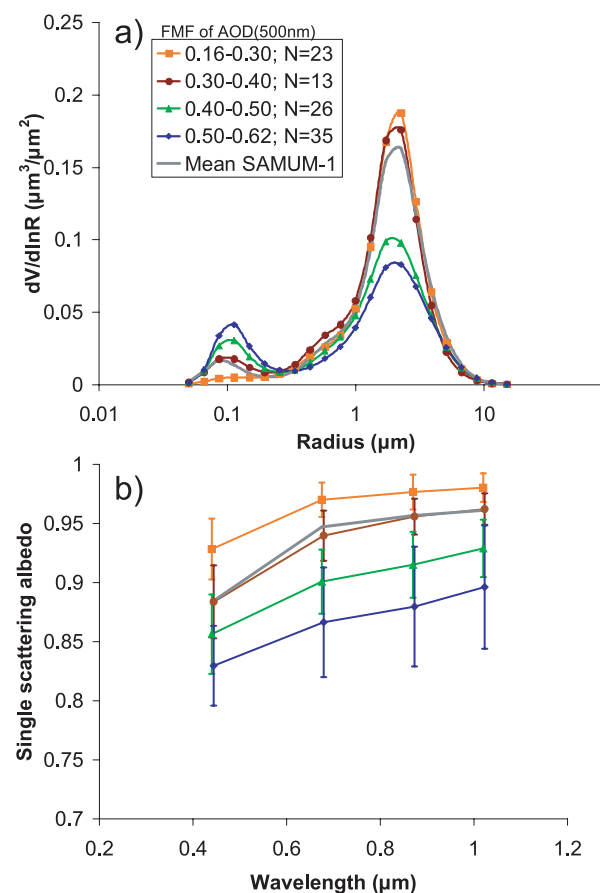 a)
FMF of AOD(500nm)
0.16-0.30; N=23
0.30-0.40; N=13
0.40-0.50; N=26
0.50-0.62; N=35
Mean SAMUM-1
dV/dlnR (µm³/µm²)
0.25
0.2
0.15
0.1
0.05
0
0.01
0.1
1
10
Radius (µm)
b)
Single scattering albedo
1
0.95
0.9
0.85
0.8
0.75
0.7
0.2
0.4
0.6
0.8
1
1.2
Wavelength (µm)